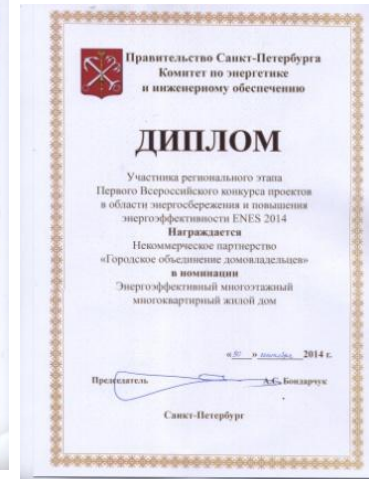 Правительство Санкт-Петербурга
Комитет по энергетике
и инженерному обеспечению
ДИПЛОМ
Участника регионального этапа
Первого Всероссийского конкурса проектов
в области энергосбережения и повышения
энергоэффективности ENES 2014
Награждается
Некоммерческое партнерство
«Городское объединение домовладельцев»
в номинации
Энергоэффективный многоэтажный
многоквартирный жилой дом
«30» 2014 г.
Председатель А.С. Бондарчук
Санкт-Петербург